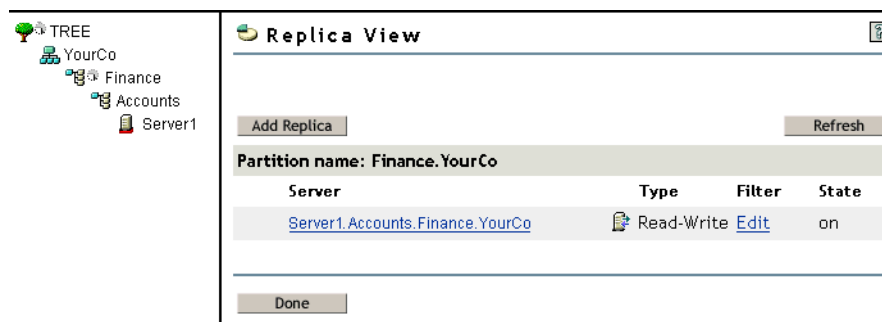 TREE
YourCo
Finance
Accounts
Server1
Replica View
?
Add Replica
Refresh
Partition name: Finance.YourCo
Server Type Filter State
Server1.Accounts.Finance.YourCo Read-Write Edit on
Done